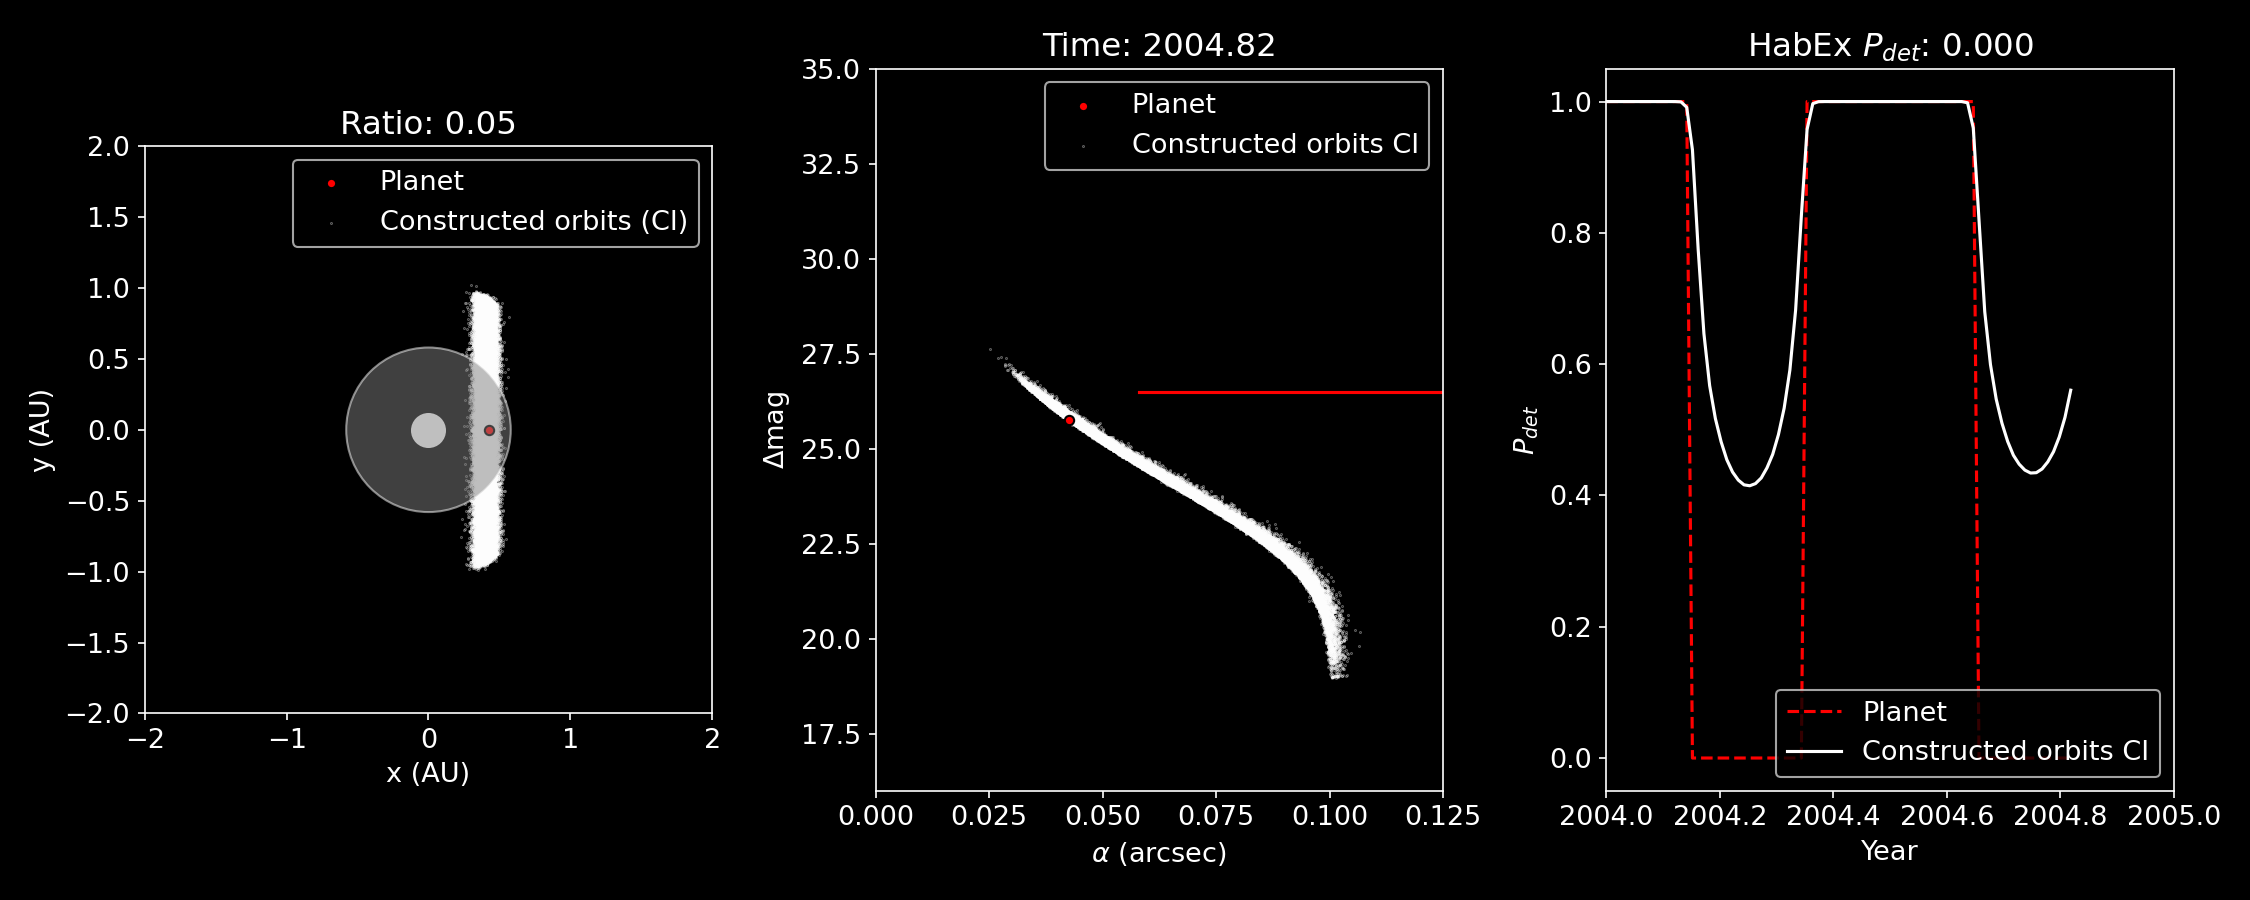 Ratio: 0.05
Planet
Constructed orbits (CI)
2.0
1.5
1.0
0.5
0.0
−0.5
−1.0
−1.5
−2.0
y (AU)
−2
−1
0
1
2
x (AU)
Time: 2004.82
Planet
Constructed orbits CI
35.0
32.5
30.0
27.5
25.0
22.5
20.0
17.5
Δmag
0.000
0.025
0.050
0.075
0.100
0.125
α (arcsec)
HabEx P_det: 0.000
1.0
0.8
0.6
0.4
0.2
0.0
P_det
Planet
Constructed orbits CI
2004.0
2004.2
2004.4
2004.6
2004.8
2005.0
Year